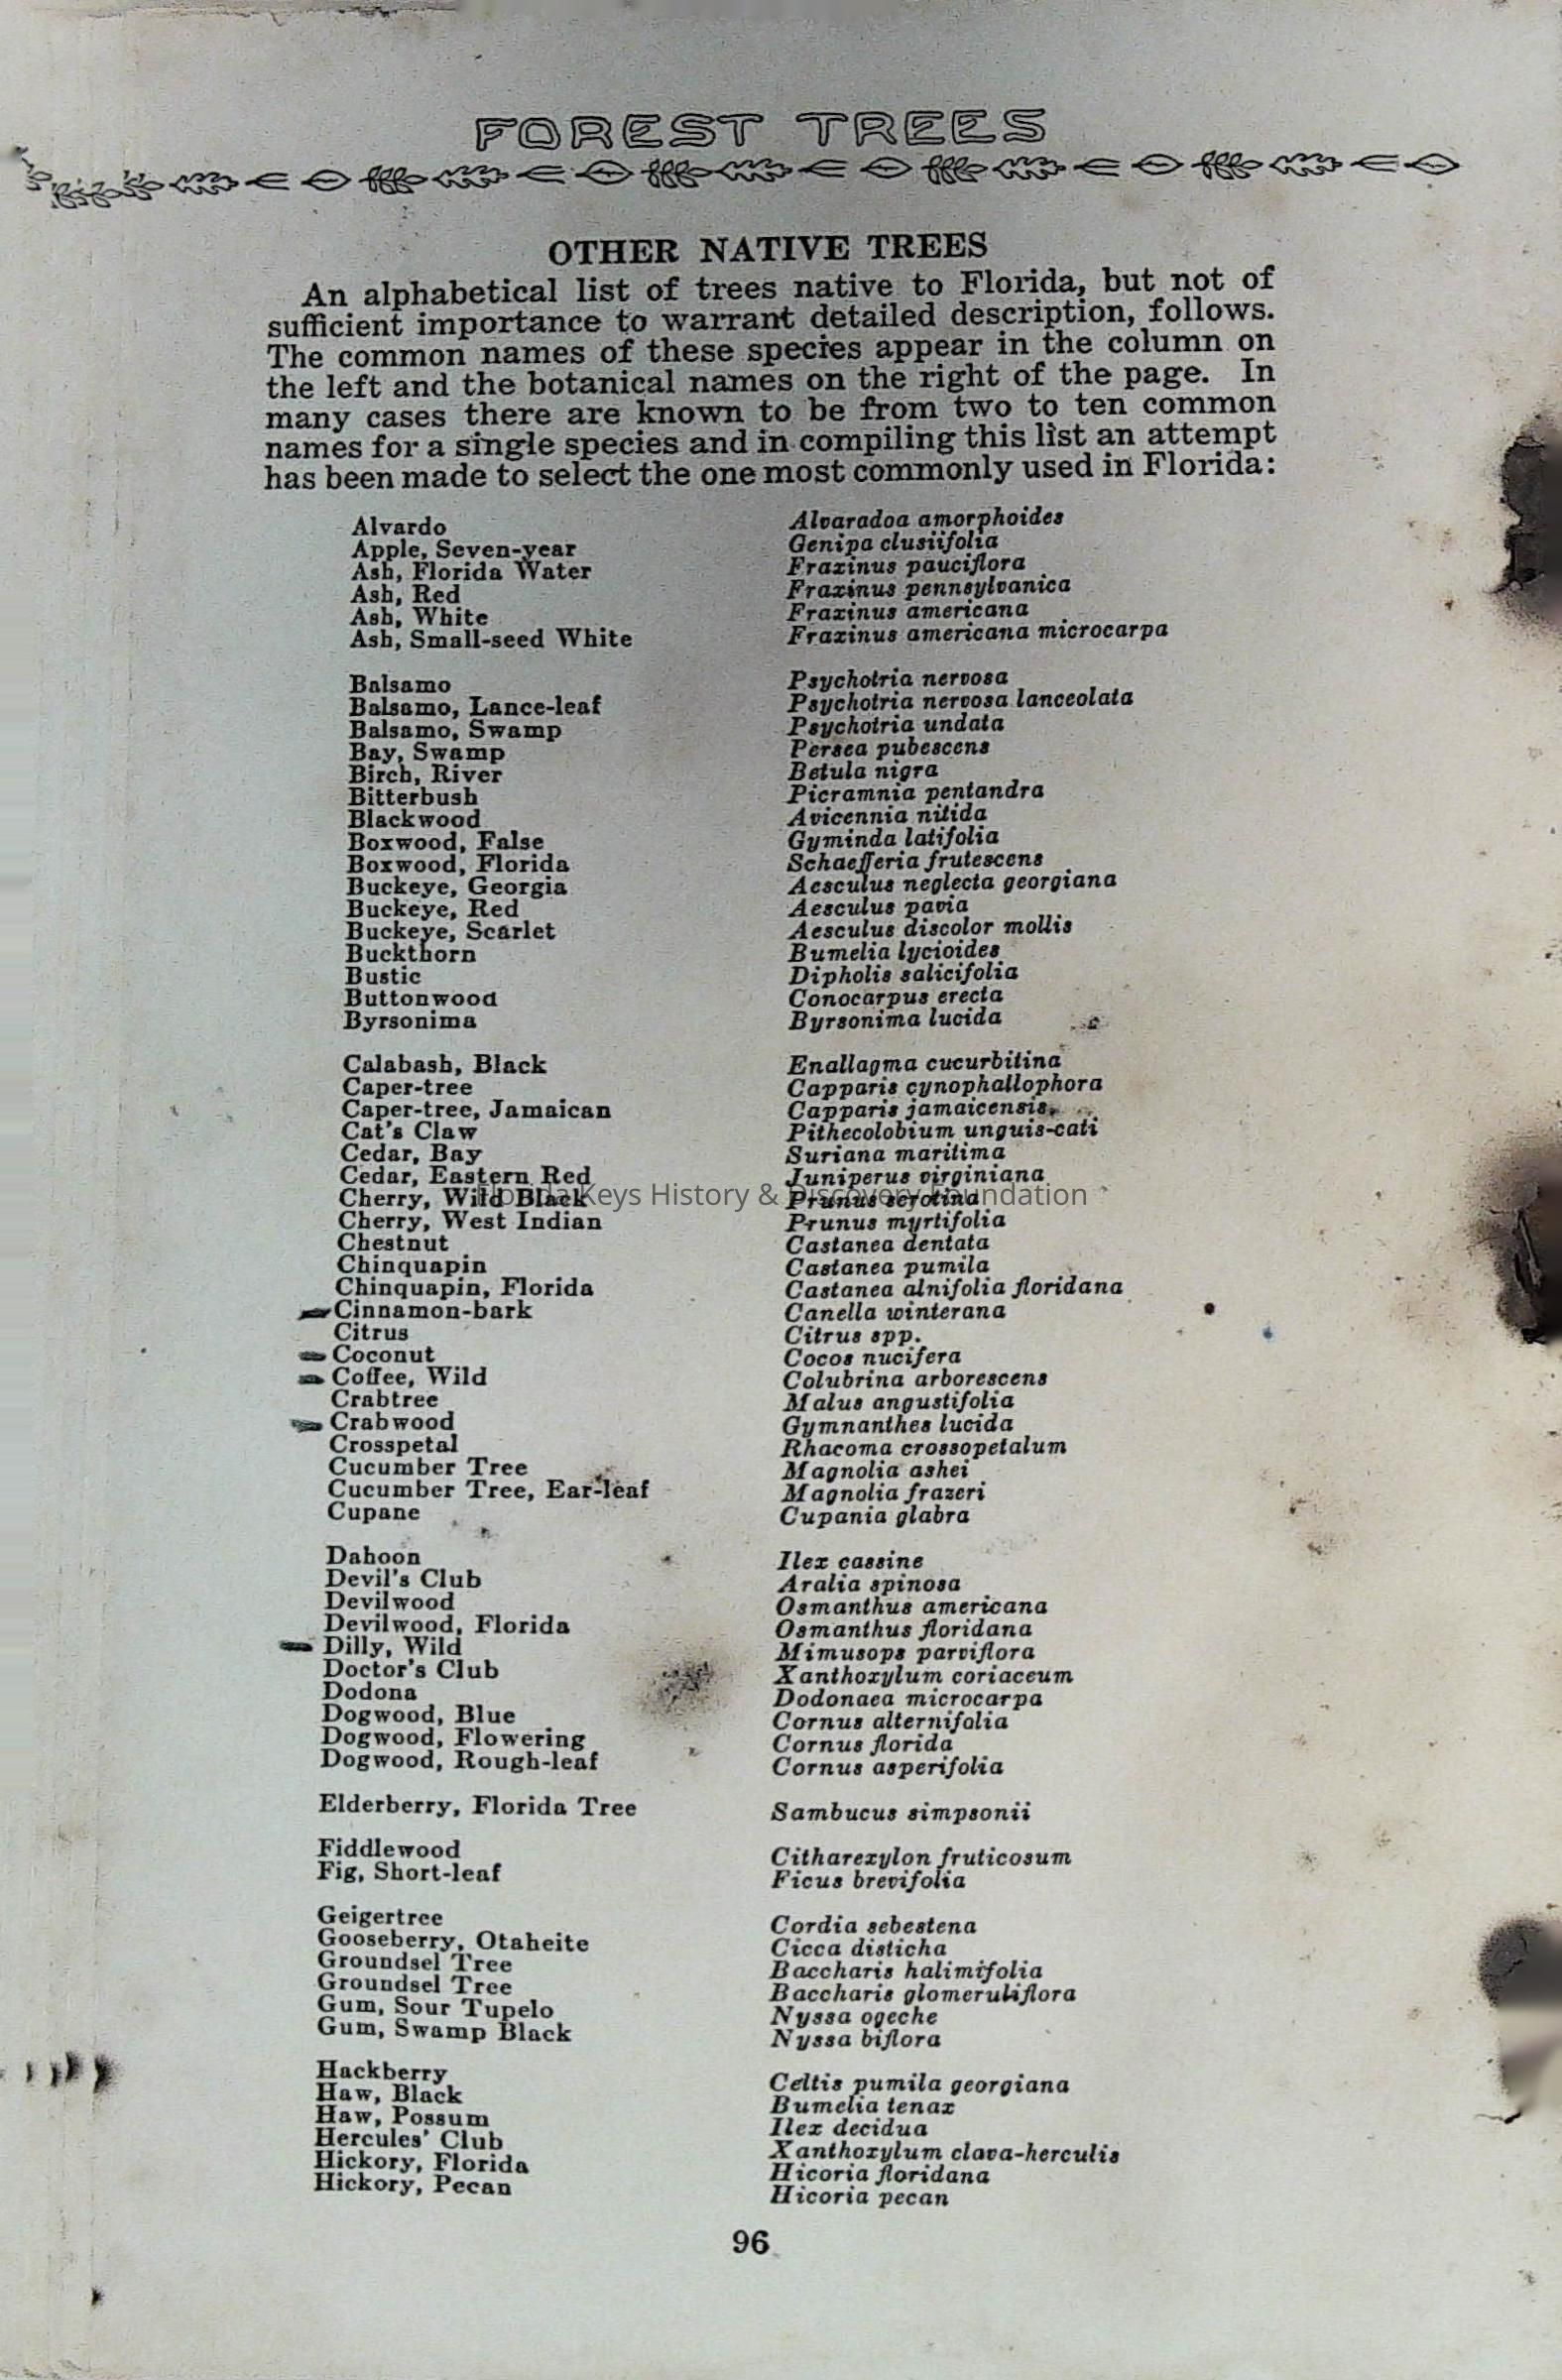 FOREST TREES
OTHER NATIVE TREES
An alphabetical list of trees native to Florida, but not of
sufficient importance to warrant detailed description, follows.
The common names of these species appear in the column on
the left and the botanical names on the right of the page. In
many cases there are known to be from two to ten common
names for a single species and in compiling this list an attempt
has been made to select the one most commonly used in Florida:
Alvardo Alvaradoa amorphoides
Apple, Seven-year Genipa clusiifolia
Ash, Florida Water Fraxinus pauciflora
Ash, Red Fraxinus pennsylvanica
Ash, White Fraxinus americana
Ash, Small-seed White Fraxinus americana microcarpa
Balsamo Psychotria nervosa
Balsamo, Lance-leaf Psychotria nervosa lanceolata
Balsamo, Swamp Psychotria undata
Bay, Swamp Persea pubescens
Birch, River Betula nigra
Bitterbush Picramnia pentandra
Blackwood Avicennia nitida
Boxwood, False Gyminda latifolia
Boxwood, Florida Schaefferia frutescens
Buckeye, Georgia Aesculus neglecta georgiana
Buckeye, Red Aesculus pavia
Buckeye, Scarlet Aesculus discolor mollis
Buckthorn Bumelia lycioides
Bustic Dipholis salicifolia
Buttonwood Conocarpus erecta
Byrsonima Byrsonima lucida
Calabash, Black Enallagma cucurbitina
Caper-tree Capparis cynophallophora
Caper-tree, Jamaican Capparis jamaicensis
Cat's Claw Pithecolobium unguis-cati
Cedar, Bay Suriana maritima
Cedar, Eastern Red Juniperus virginiana
Cherry, Wild Black Prunus serotina
Florida Keys History & Discovery Foundation
Cherry, West Indian Prunus myrtifolia
Chestnut Castanea dentata
Chinquapin Castanea pumila
Chinquapin, Florida Castanea alnifolia floridana
Cinnamon-bark Canella winterana
Citrus Citrus spp.
Coconut Cocos nucifera
Coffee, Wild Colubrina arborescens
Crabtree Malus angustifolia
Crabwood Gymnanthes lucida
Crosspetal Rhacoma crossopetalum
Cucumber Tree Magnolia ashei
Cucumber Tree, Ear-leaf Magnolia frazeri
Cupane Cupania glabra
Dahoon Ilex cassine
Devil's Club Aralia spinosa
Devilwood Osmanthus americana
Devilwood, Florida Osmanthus floridana
Dilly, Wild Mimusops parviflora
Doctor's Club Xanthoxylum coriaceum
Dodona Dodonaea microcarpa
Dogwood, Blue Cornus alternifolia
Dogwood, Flowering Cornus florida
Dogwood, Rough-leaf Cornus asperifolia
Elderberry, Florida Tree Sambucus simpsonii
Fiddlewood Citharexylon fruticosum
Fig, Short-leaf Ficus brevifolia
Geigertree Cordia sebestena
Gooseberry, Otaheite Cicca disticha
Groundsel Tree Baccharis halimifolia
Groundsel Tree Baccharis glomeruliflora
Gum, Sour Tupelo Nyssa ogeche
Gum, Swamp Black Nyssa biflora
Hackberry Celtis pumila georgiana
Haw, Black Bumelia tenax
Haw, Possum Ilex decidua
Hercules' Club Xanthoxylum clava-herculis
Hickory, Florida Hicoria floridana
Hickory, Pecan Hicoria pecan
96